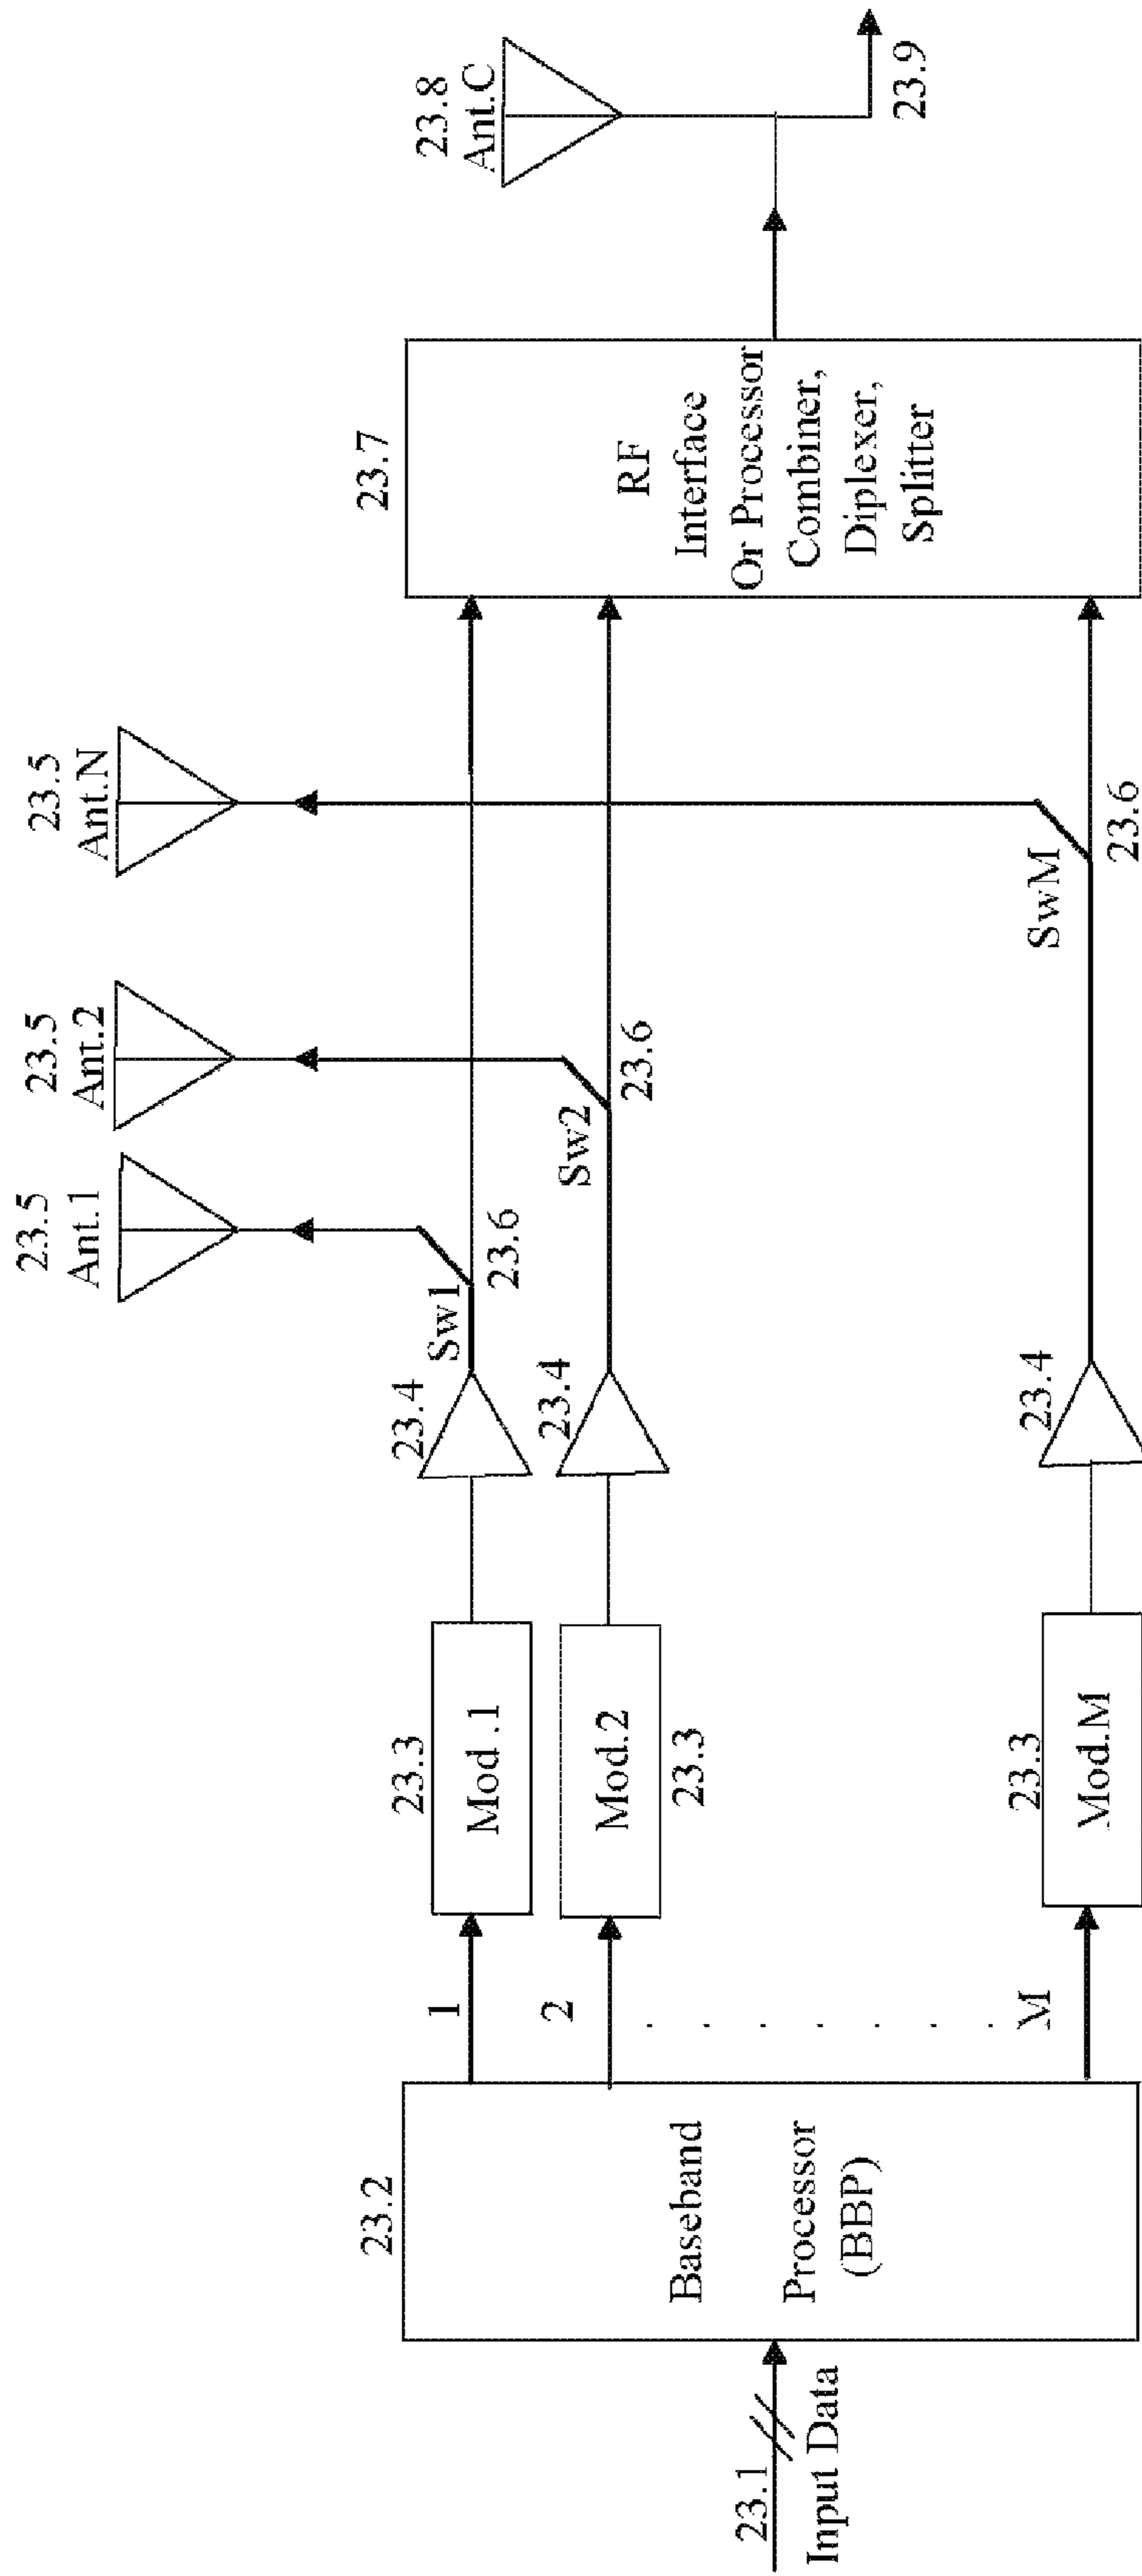 23.1
Input Data
23.2
Baseband
Processor
(BBP)
1
2
. . . . . . .
M
23.3
Mod .1
Mod.2
23.3
23.3
Mod.M
23.4
23.4
23.4
Sw1
23.6
Sw2
23.6
SwM
23.6
23.5
Ant.1
23.5
Ant.2
23.5
Ant.N
23.7
RF
Interface
Or Processor
Combiner,
Diplexer,
Splitter
23.8
Ant.C
23.9